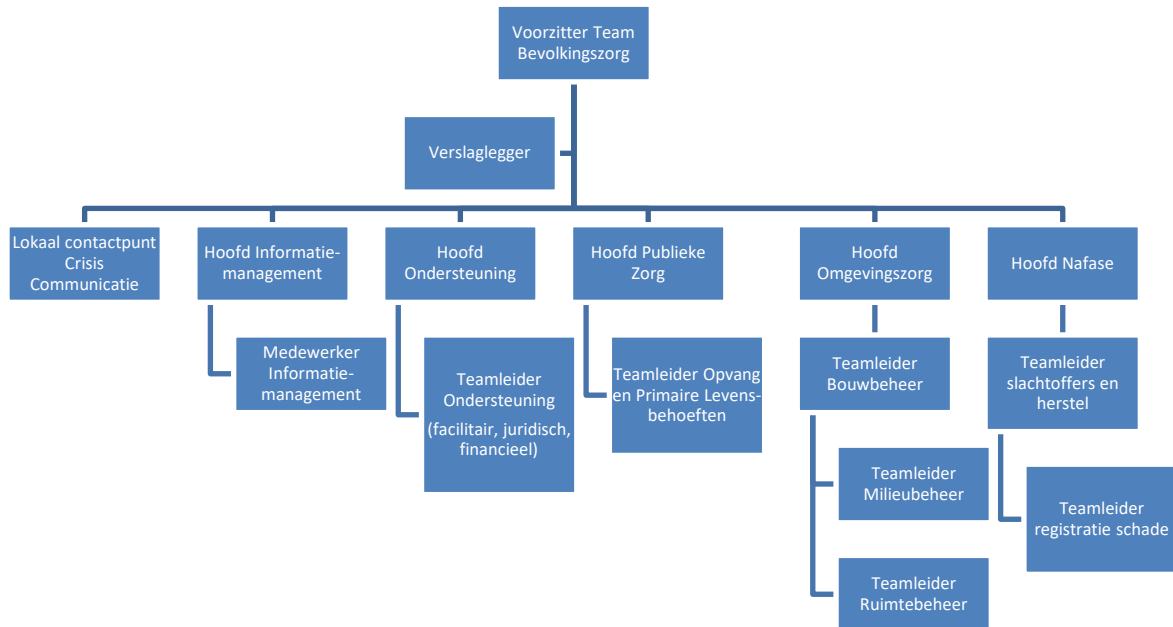 Voorzitter Team
Bevolkingszorg
Verslaglegger
Lokaal contactpunt
Crisis
Communicatie
Hoofd Informatie-
management
Hoofd
Ondersteuning
Hoofd Publieke
Zorg
Hoofd
Omgevingszorg
Hoofd Nafase
Medewerker
Informatie-
management
Teamleider
Ondersteuning
(facilitair, juridisch,
financieel)
Teamleider Opvang
en Primaire Levens-
behoeften
Teamleider
Bouwbeheer
Teamleider
slachtoffers en
herstel
Teamleider
Milieubeheer
Teamleider
registratie schade
Teamleider
Ruimtebeheer